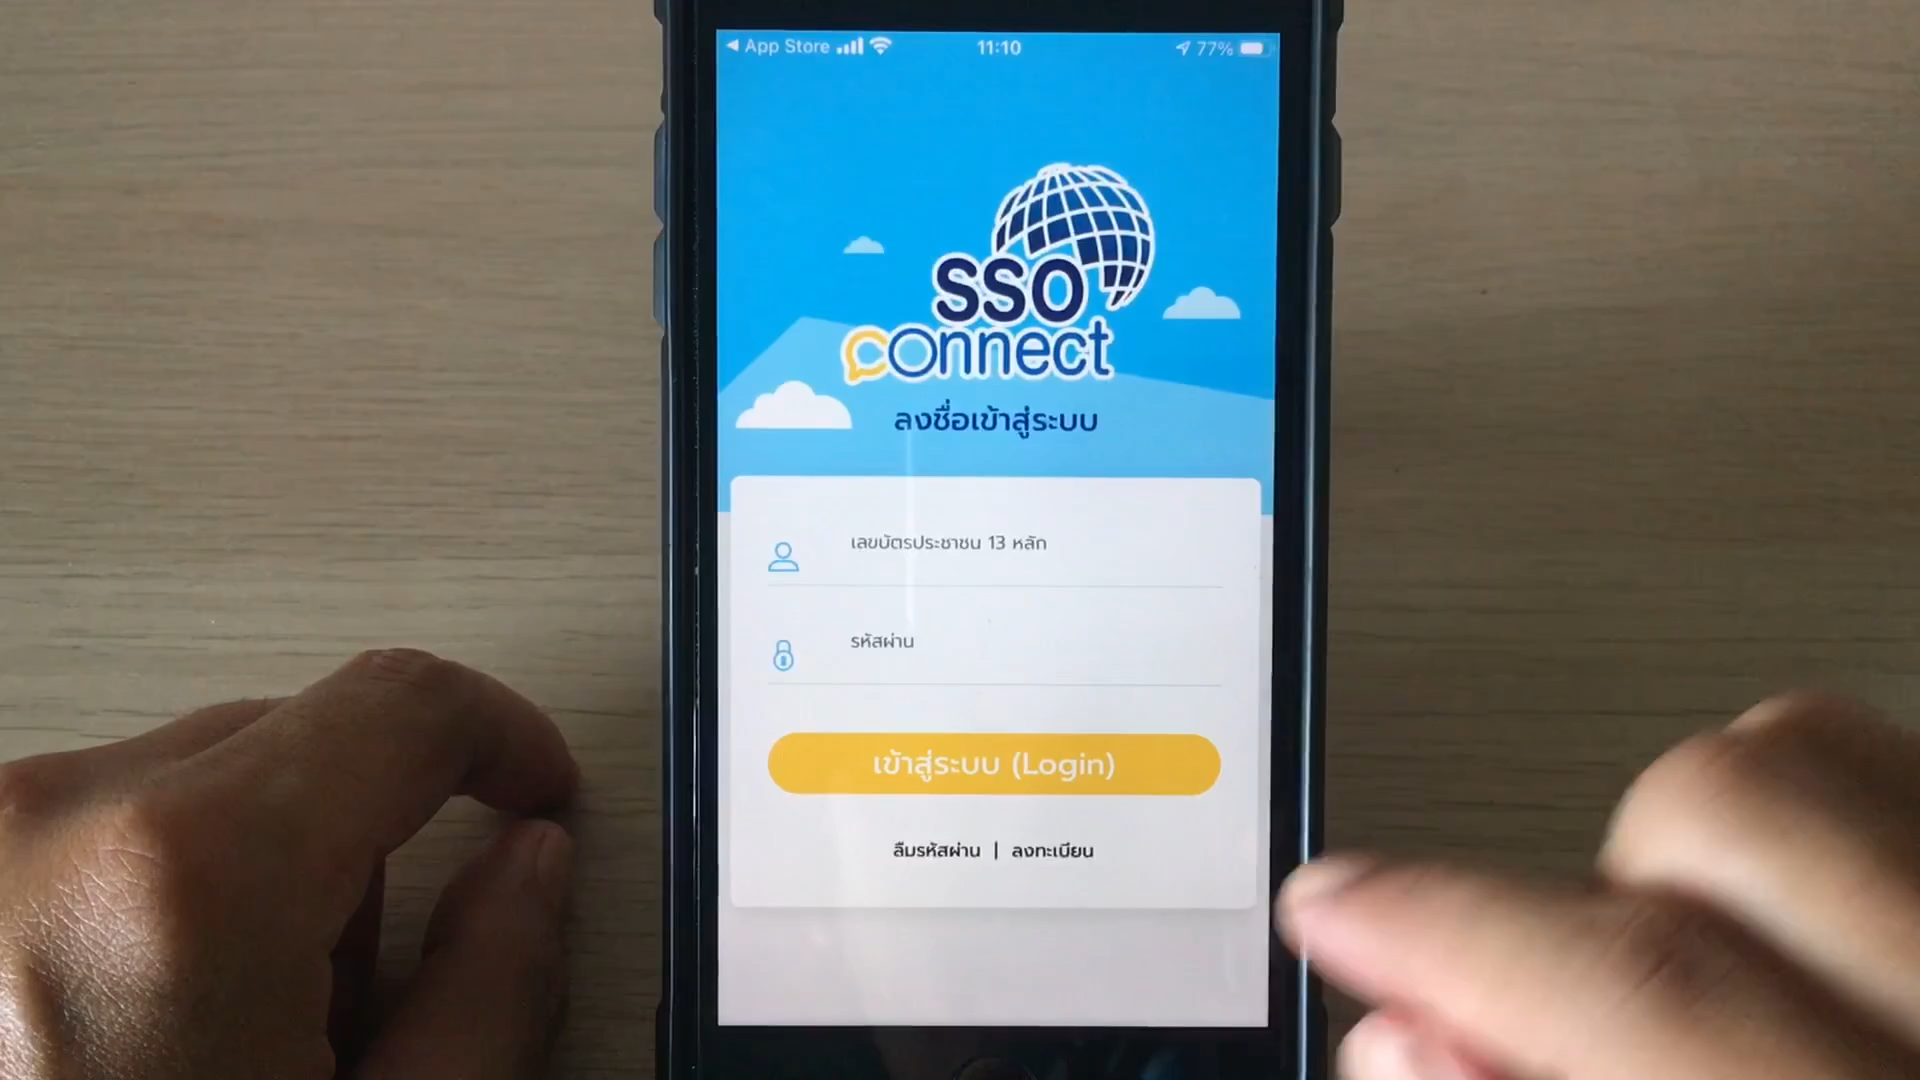 App Store 11:10 77%
SSO
connect
ลงชื่อเข้าสู่ระบบ
เลขบัตรประชาชน 13 หลัก
รหัสผ่าน
เข้าสู่ระบบ (Login)
ลืมรหัสผ่าน | ลงทะเบียน